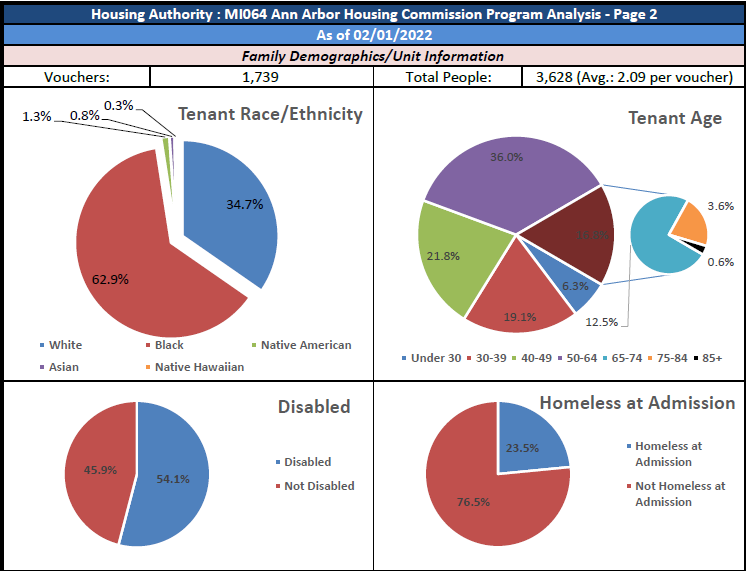 Housing Authority : MI064 Ann Arbor Housing Commission Program Analysis - Page 2
As of 02/01/2022
Family Demographics/Unit Information
Vouchers: 1,739 Total People: 3,628 (Avg.: 2.09 per voucher)
Tenant Race/Ethnicity
0.3%
0.8%
1.3%
34.7%
62.9%
White Black Native American
Asian Native Hawaiian
Tenant Age
36.0%
3.6%
21.8%
6.3%
0.6%
19.1%
12.5%
Under 30 30-39 40-49 50-64 65-74 75-84 85+
Disabled
45.9%
54.1%
Disabled
Not Disabled
Homeless at Admission
23.5%
76.5%
Homeless at
Admission
Not Homeless at
Admission